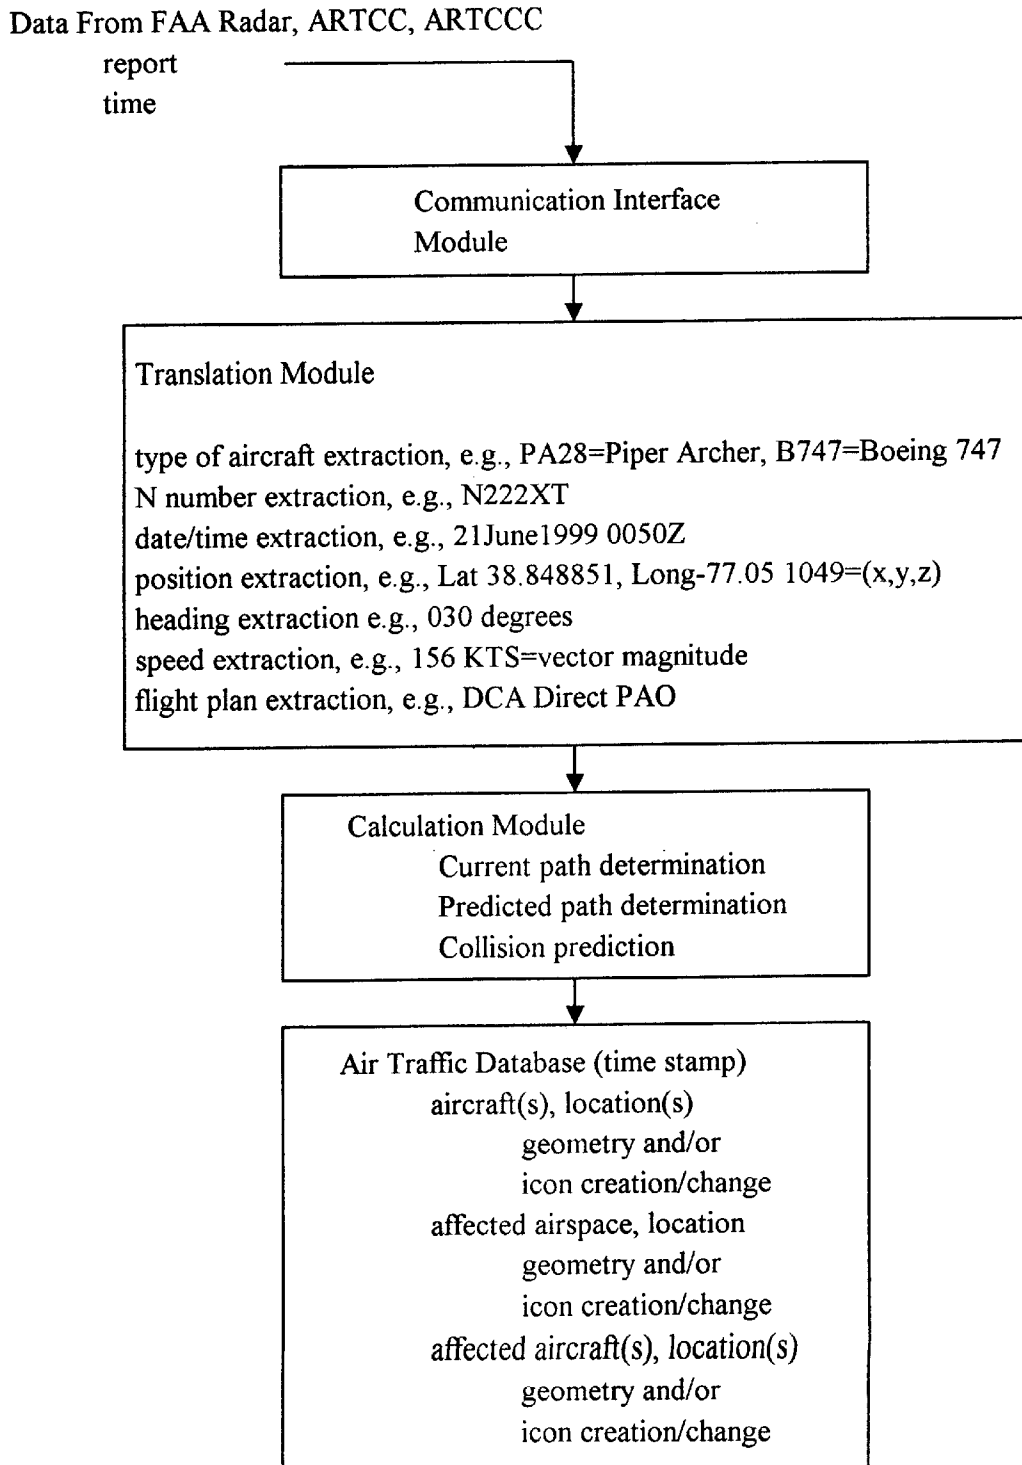 Data From FAA Radar, ARTCC, ARTCCC
report
time
Communication Interface
Module
Translation Module
type of aircraft extraction, e.g., PA28=Piper Archer, B747=Boeing 747
N number extraction, e.g., N222XT
date/time extraction, e.g., 21June1999 0050Z
position extraction, e.g., Lat 38.848851, Long-77.05 1049=(x,y,z)
heading extraction e.g., 030 degrees
speed extraction, e.g., 156 KTS=vector magnitude
flight plan extraction, e.g., DCA Direct PAO
Calculation Module
Current path determination
Predicted path determination
Collision prediction
Air Traffic Database (time stamp)
aircraft(s), location(s)
geometry and/or
icon creation/change
affected airspace, location
geometry and/or
icon creation/change
affected aircraft(s), location(s)
geometry and/or
icon creation/change